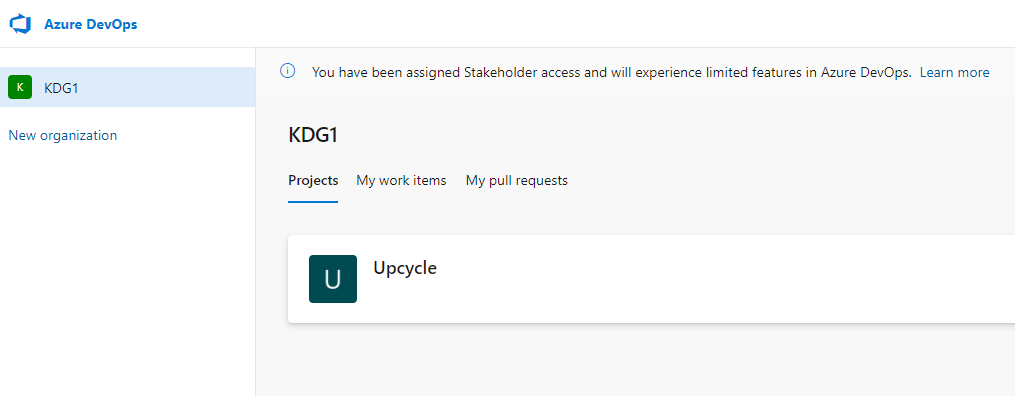 Azure DevOps
K KDG1
New organization
You have been assigned Stakeholder access and will experience limited features in Azure DevOps. Learn more
KDG1
Projects My work items My pull requests
U Upcycle